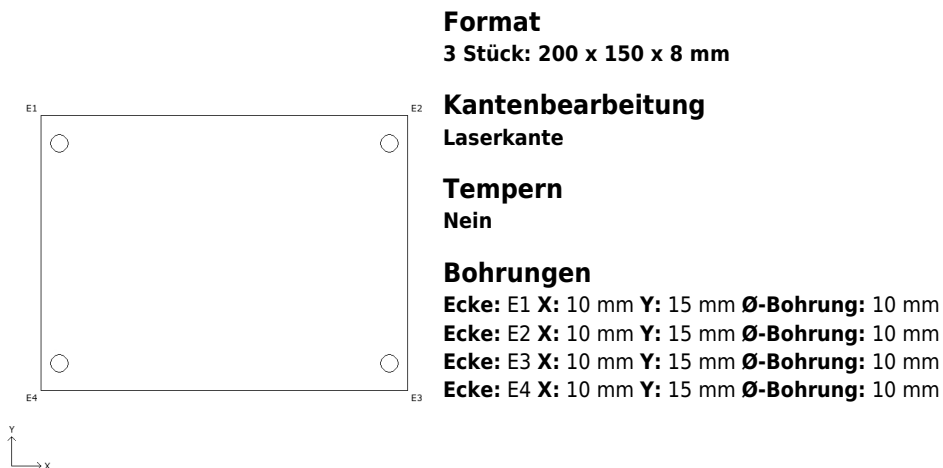 Format
3 Stück: 200 x 150 x 8 mm
E1
E2
Kantenbearbeitung
Laserkante
Tempern
Nein
Bohrungen
Ecke: E1 X: 10 mm Y: 15 mm Ø-Bohrung: 10 mm
Ecke: E2 X: 10 mm Y: 15 mm Ø-Bohrung: 10 mm
Ecke: E3 X: 10 mm Y: 15 mm Ø-Bohrung: 10 mm
Ecke: E4 X: 10 mm Y: 15 mm Ø-Bohrung: 10 mm
E4
E3
Y
X